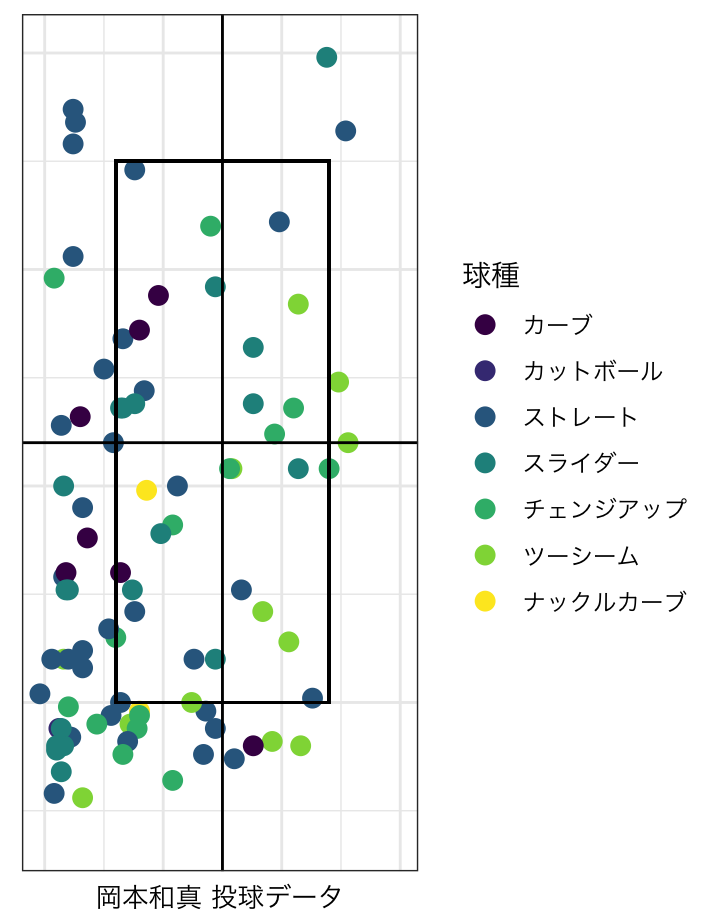 球種
カーブ
カットボール
ストレート
スライダー
チェンジアップ
ツーシーム
ナックルカーブ
岡本和真 投球データ